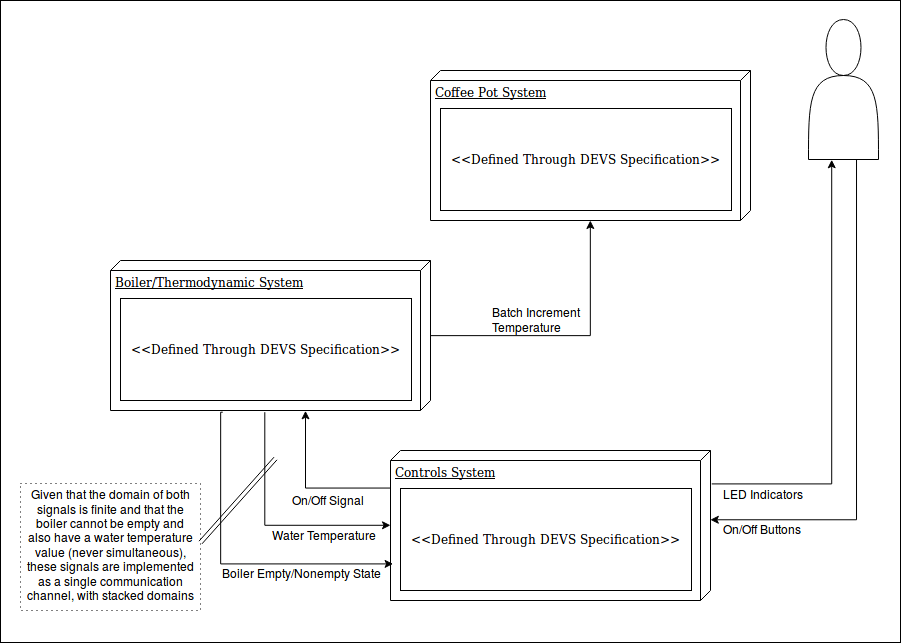 Coffee Pot System
<<Defined Through DEVS Specification>>
Boiler/Thermodynamic System
<<Defined Through DEVS Specification>>
Batch Increment
Temperature
Controls System
<<Defined Through DEVS Specification>>
On/Off Signal
Water Temperature
Boiler Empty/Nonempty State
LED Indicators
On/Off Buttons
Given that the domain of both
signals is finite and that the
boiler cannot be empty and
also have a water temperature
value (never simultaneous),
these signals are implemented
as a single communication
channel, with stacked domains